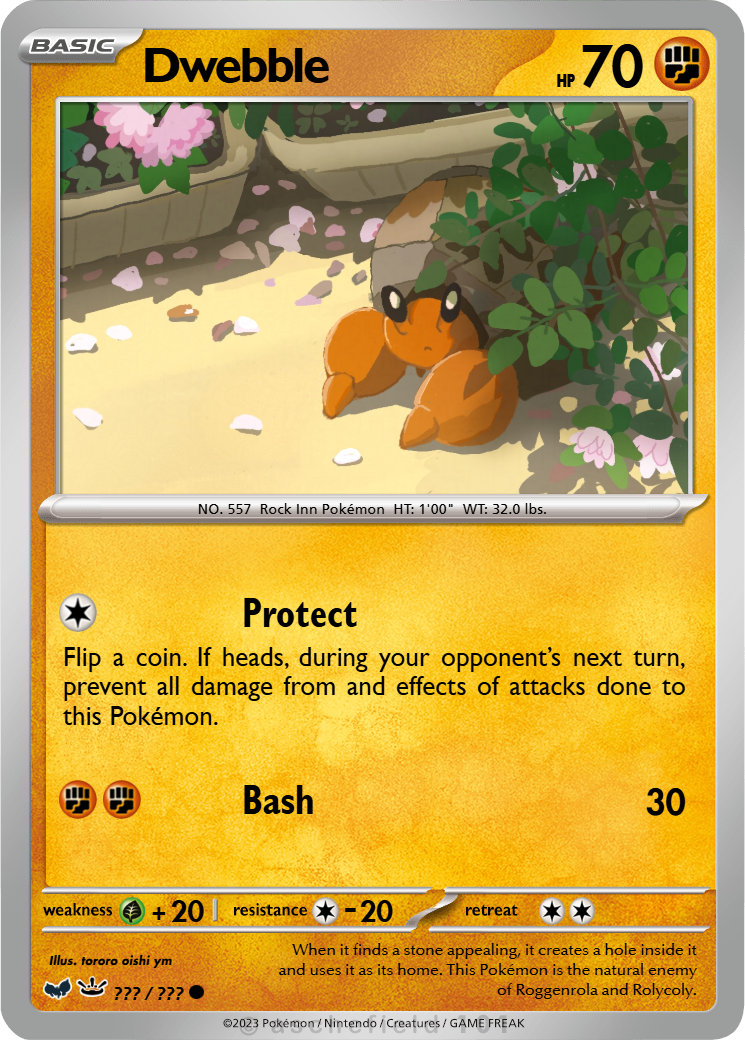 BASIC
Dwebble
HP 70
NO. 557 Rock Inn Pokémon HT: 1'00" WT: 32.0 lbs.
Protect
Flip a coin. If heads, during your opponent's next turn,
prevent all damage from and effects of attacks done to
this Pokémon.
Bash 30
weakness +20 resistance -20 retreat
Illus. tororo oishi ym
When it finds a stone appealing, it creates a hole inside it
and uses it as its home. This Pokémon is the natural enemy
of Roggenrola and Rolycoly.
??? / ???
©2023 Pokémon / Nintendo / Creatures / GAME FREAK